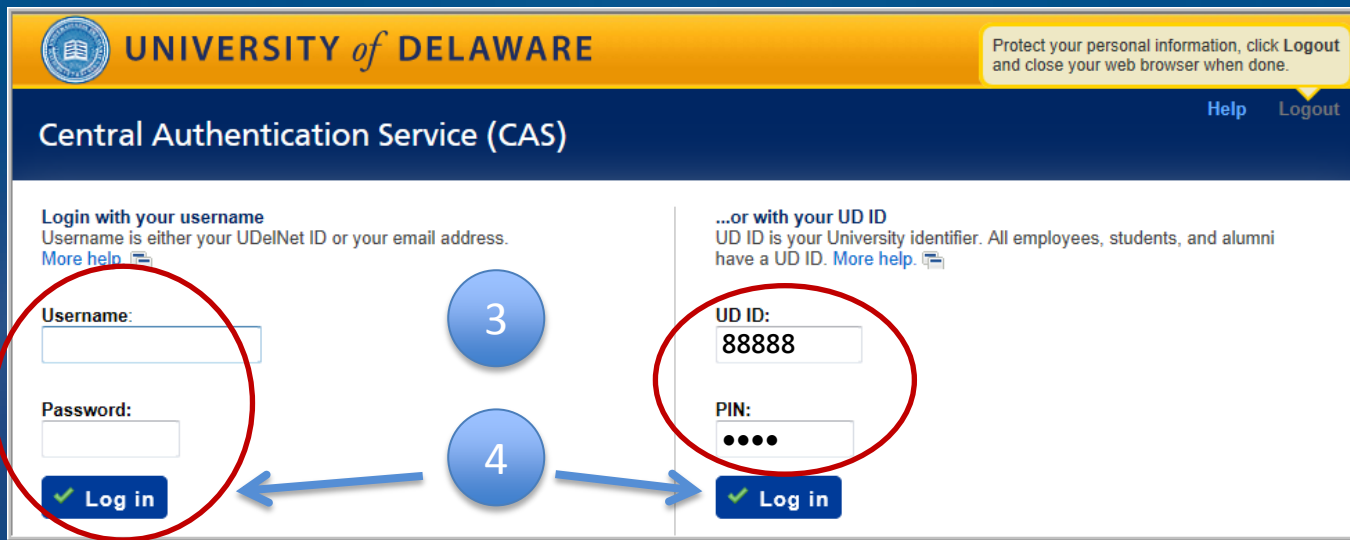 UNIVERSITY of DELAWARE
Protect your personal information, click Logout
and close your web browser when done.
Help Logout
Central Authentication Service (CAS)
Login with your username
Username is either your UDelNet ID or your email address.
More help.
Username:
Password:
Log in
3
4
...or with your UD ID
UD ID is your University identifier. All employees, students, and alumni
have a UD ID. More help.
UD ID:
88888
PIN:
••••
Log in